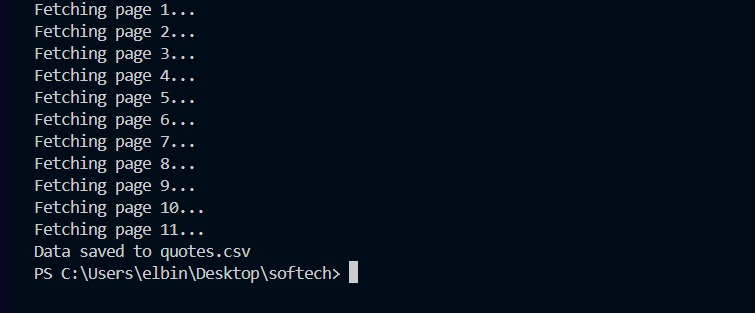 Fetching page 1...
Fetching page 2...
Fetching page 3...
Fetching page 4...
Fetching page 5...
Fetching page 6...
Fetching page 7...
Fetching page 8...
Fetching page 9...
Fetching page 10...
Fetching page 11...
Data saved to quotes.csv
PS C:\Users\elbin\Desktop\softech>